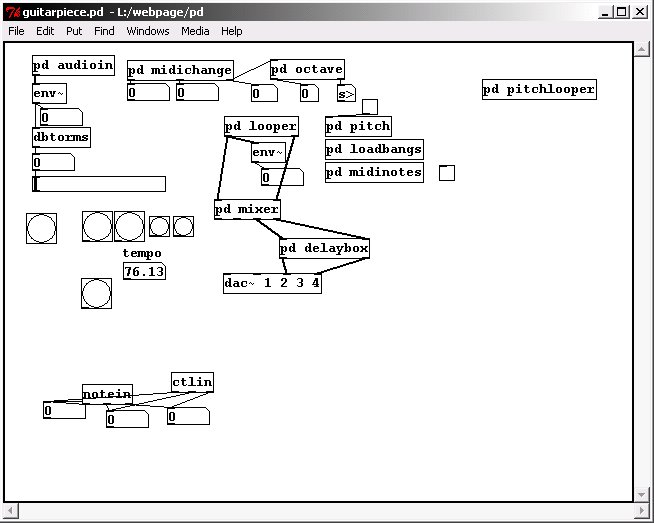 guitarpiece.pd - L:/webpage/pd
File Edit Put Find Windows Media Help
pd audioin
pd midichange
pd octave
pd pitchlooper
env~
0
0
0
0
s>
0
pd looper
pd pitch
dbtorms
env~
pd loadbangs
0
0
pd midinotes
pd mixer
pd delaybox
tempo
76.13
dac~ 1 2 3 4
ctlin
notein
0
0
0